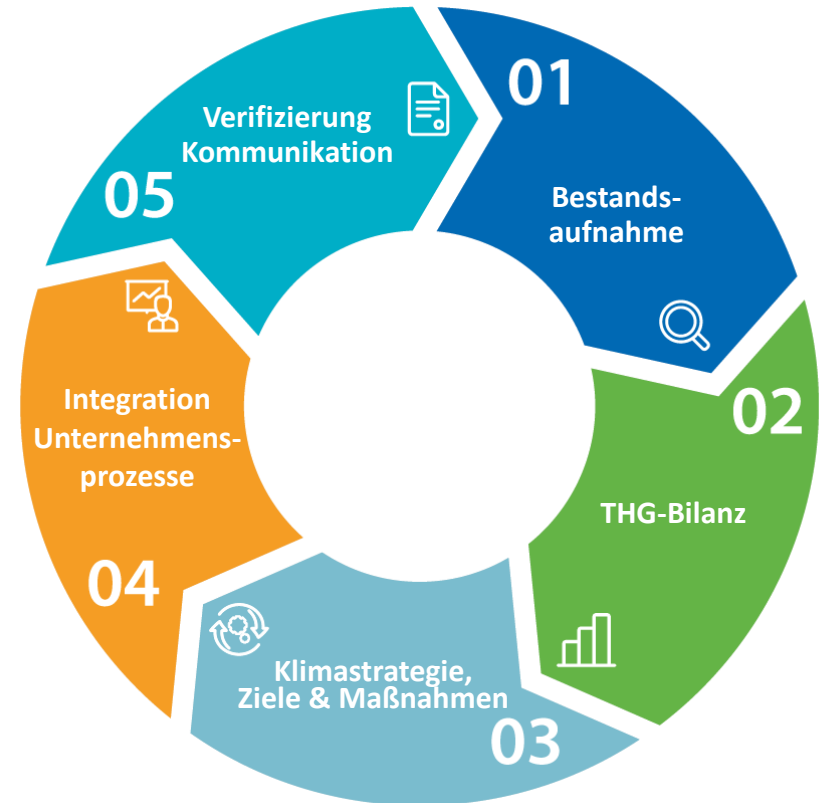 01
Bestands-
aufnahme
02
THG-Bilanz
Klimastrategie,
Ziele & Maßnahmen
03
Integration
Unternehmens-
prozesse
04
Verifizierung
Kommunikation
05